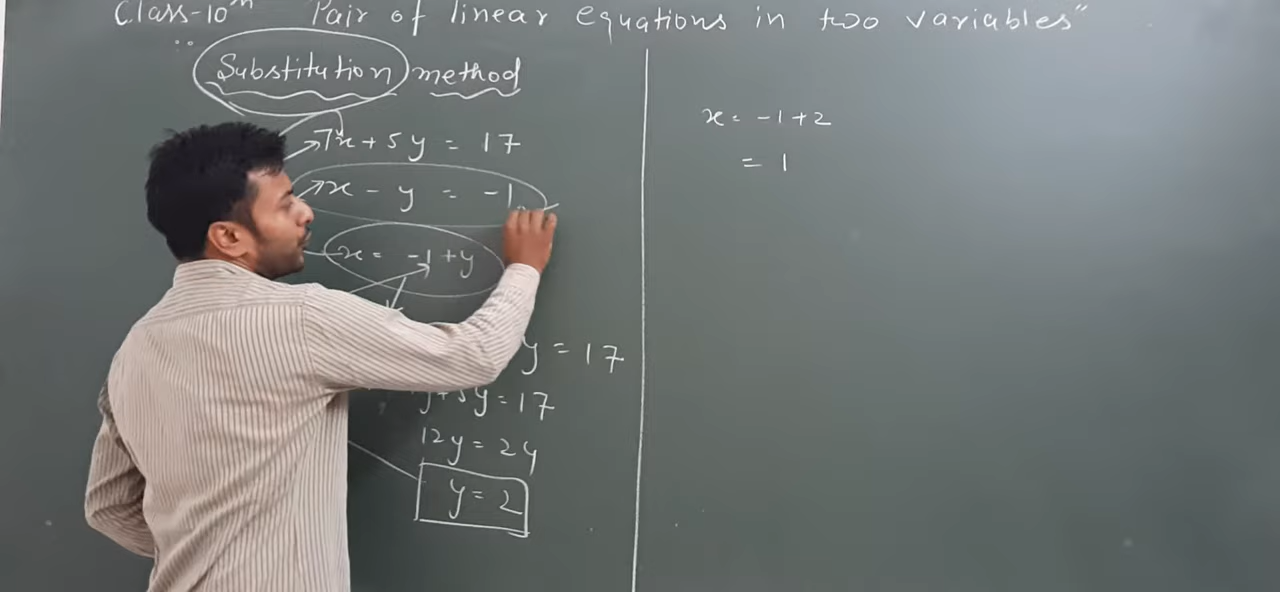 Class-10th "Pair of linear equations in two variables"
Substitution method
7x + 5y = 17
x - y = -1
x = -1 + y
y = 17
y + 5y = 17
12y = 24
y = 2
x = -1 + 2
= 1